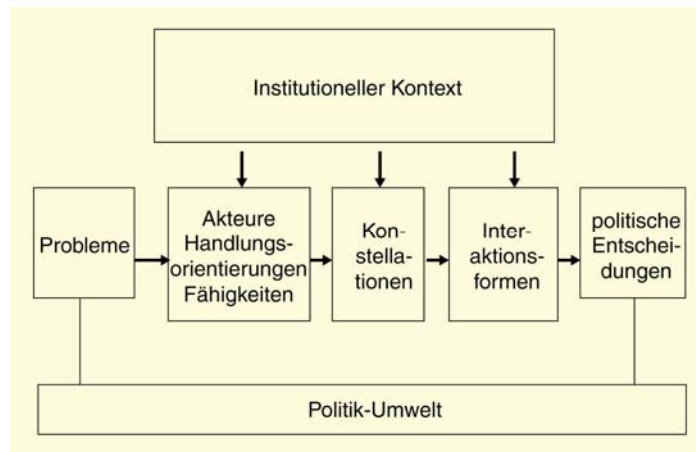 Institutioneller Kontext
Probleme
Akteure
Handlungs-
orientierungen
Fähigkeiten
Kon-
stella-
tionen
Inter-
aktions-
formen
politische
Entschei-
dungen
Politik-Umwelt